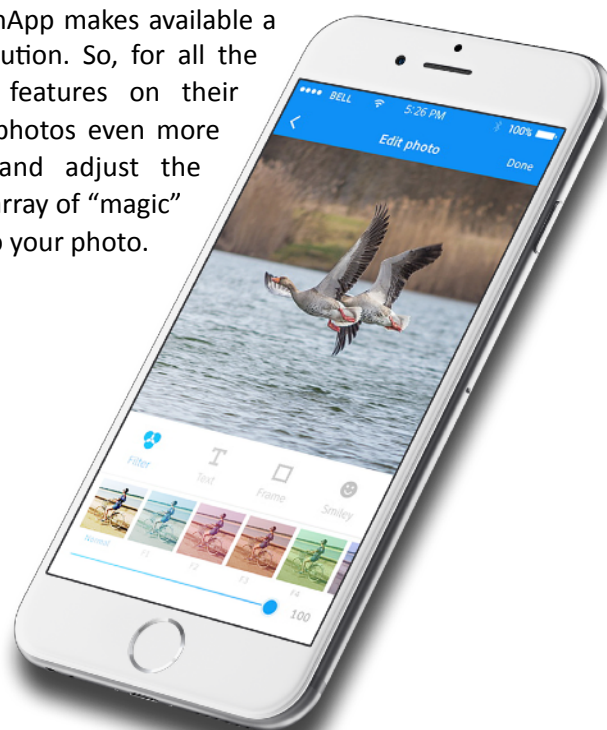 nApp makes available a
ution. So, for all the
features on their
photos even more
and adjust the
array of “magic”
o your photo.
BELL 5:26 PM 100%
Edit photo Done
Filter Text Frame Smiley
Normal F1 F2 F3 F4
100